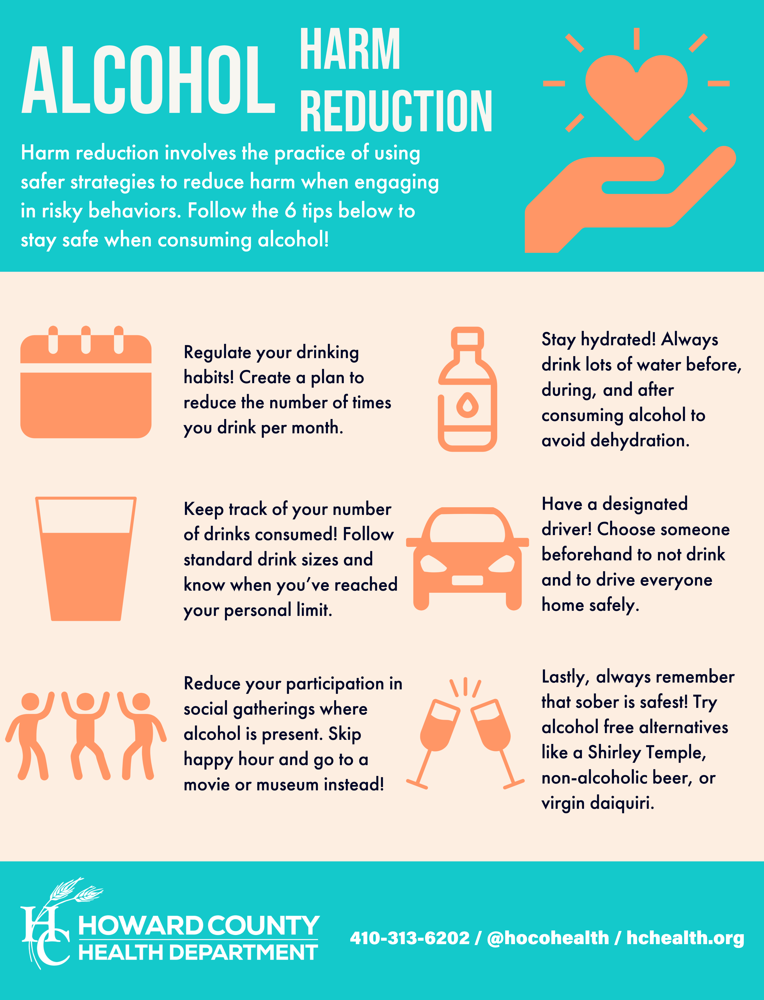 ALCOHOL
HARM
REDUCTION
Harm reduction involves the practice of using
safer strategies to reduce harm when engaging
in risky behaviors. Follow the 6 tips below to
stay safe when consuming alcohol!
Regulate your drinking
habits! Create a plan to
reduce the number of times
you drink per month.
Stay hydrated! Always
drink lots of water before,
during, and after
consuming alcohol to
avoid dehydration.
Keep track of your number
of drinks consumed! Follow
standard drink sizes and
know when you've reached
your personal limit.
Have a designated
driver! Choose someone
beforehand to not drink
and to drive everyone
home safely.
Reduce your participation in
social gatherings where
alcohol is present. Skip
happy hour and go to a
movie or museum instead!
Lastly, always remember
that sober is safest! Try
alcohol free alternatives
like a Shirley Temple,
non-alcoholic beer, or
virgin daiquiri.
HC
HOWARD COUNTY
HEALTH DEPARTMENT
410-313-6202 / @hocohealth / hchealth.org